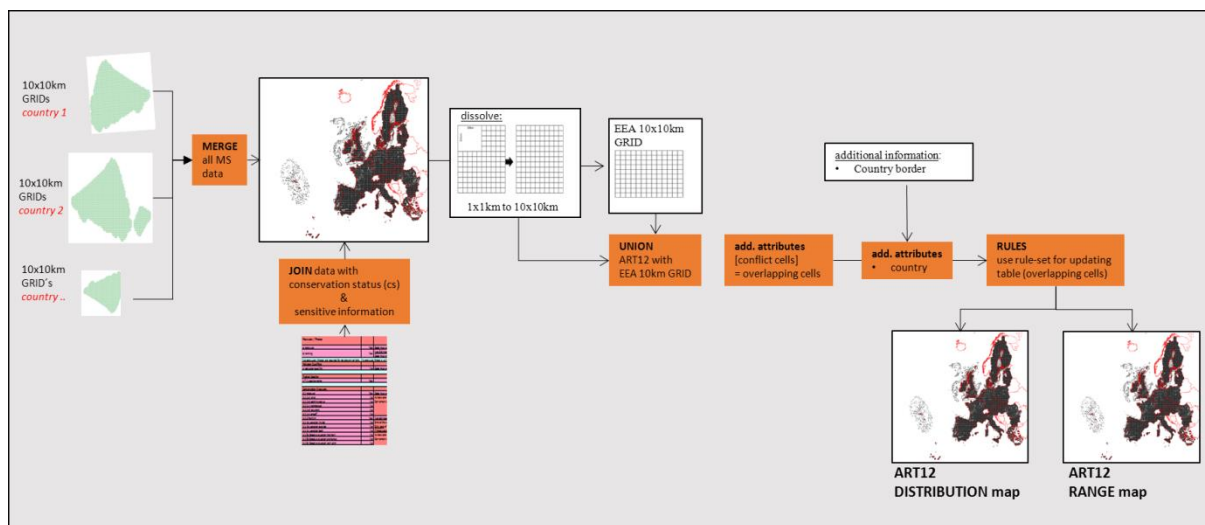 10x10km
GRIDs
country 1
10x10km
GRIDs
country 2
10x10km
GRID´s
country ..
MERGE
all MS
data
JOIN data with
conservation status (cs)
&
sensitive information
dissolve:
1x1km to 10x10km
EEA 10x10km
GRID
UNION
ART12 with
EEA 10km GRID
add. attributes
[conflict cells]
= overlapping cells
additional information:
• Country border
add. attributes
• country
RULES
use rule-set for updating
table (overlapping cells)
ART12
DISTRIBUTION map
ART12
RANGE map